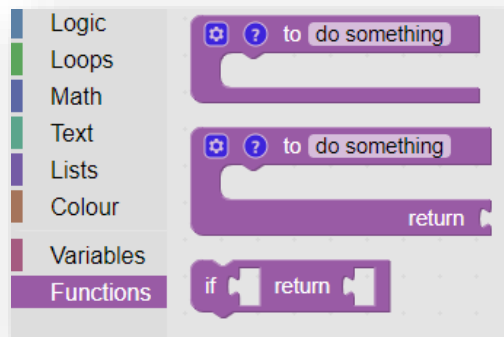 Logic
Loops
Math
Text
Lists
Colour
Variables
Functions
? to do something
? to do something
return
if return